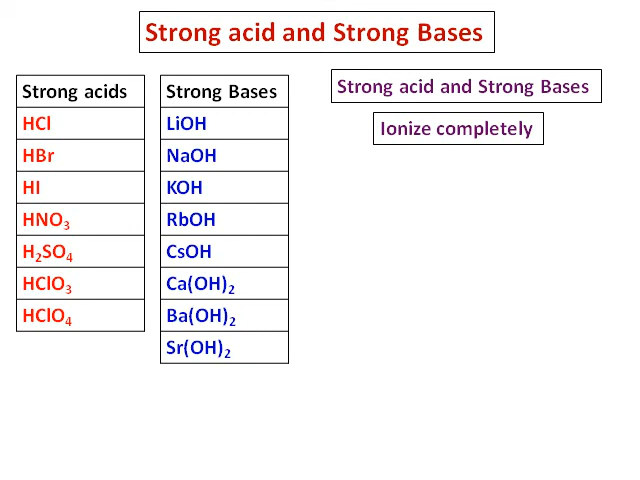 Strong acid and Strong Bases
Strong acids
HCl
HBr
HI
HNO₃
H₂SO₄
HClO₃
HClO₄
Strong Bases
LiOH
NaOH
KOH
RbOH
CsOH
Ca(OH)₂
Ba(OH)₂
Sr(OH)₂
Strong acid and Strong Bases
Ionize completely